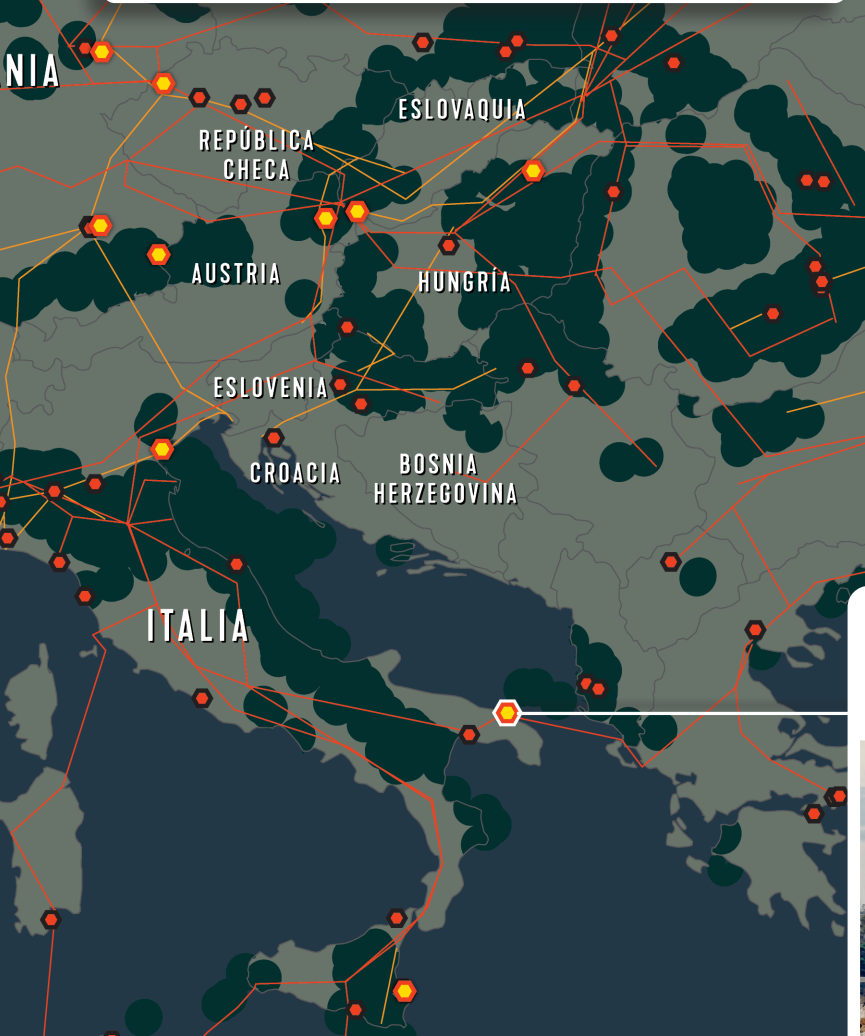 NIA
ESLOVAQUIA
REPÚBLICA
CHECA
AUSTRIA
HUNGRÍA
ESLOVENIA
CROACIA
BOSNIA
HERZEGOVINA
ITALIA